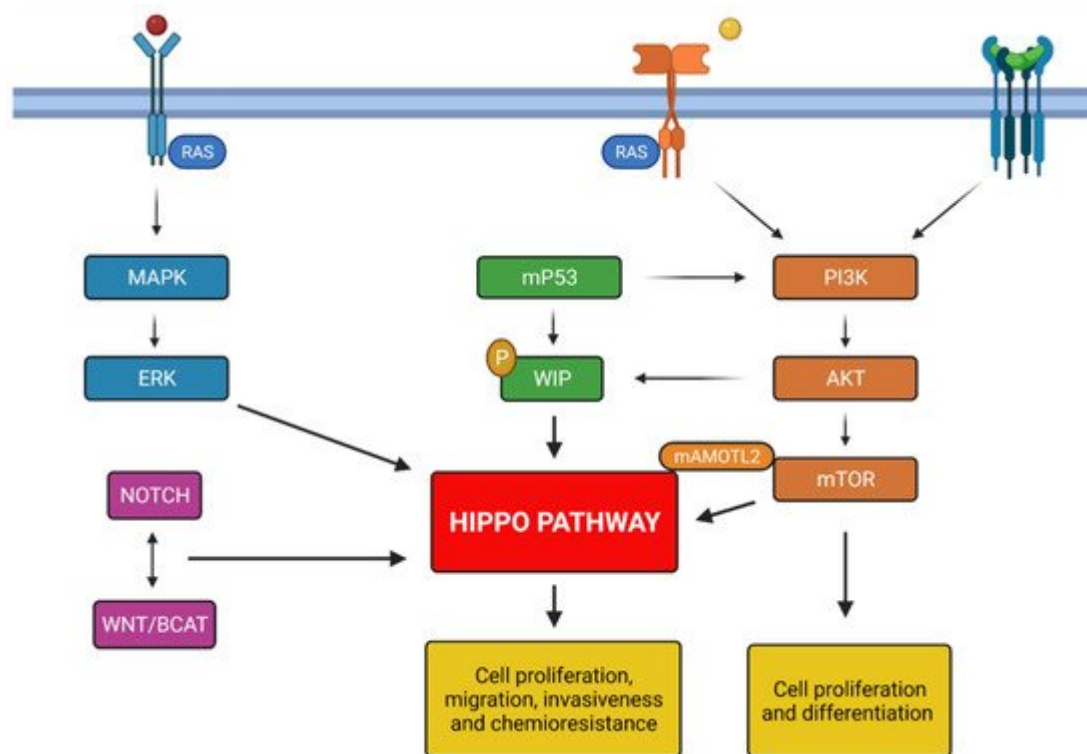 RAS
RAS
MAPK
mP53
PI3K
P
ERK
WIP
AKT
mAMOTL2
mTOR
NOTCH
HIPPO PATHWAY
WNT/BCAT
Cell proliferation,
migration, invasiveness
and chemioresistance
Cell proliferation
and differentiation